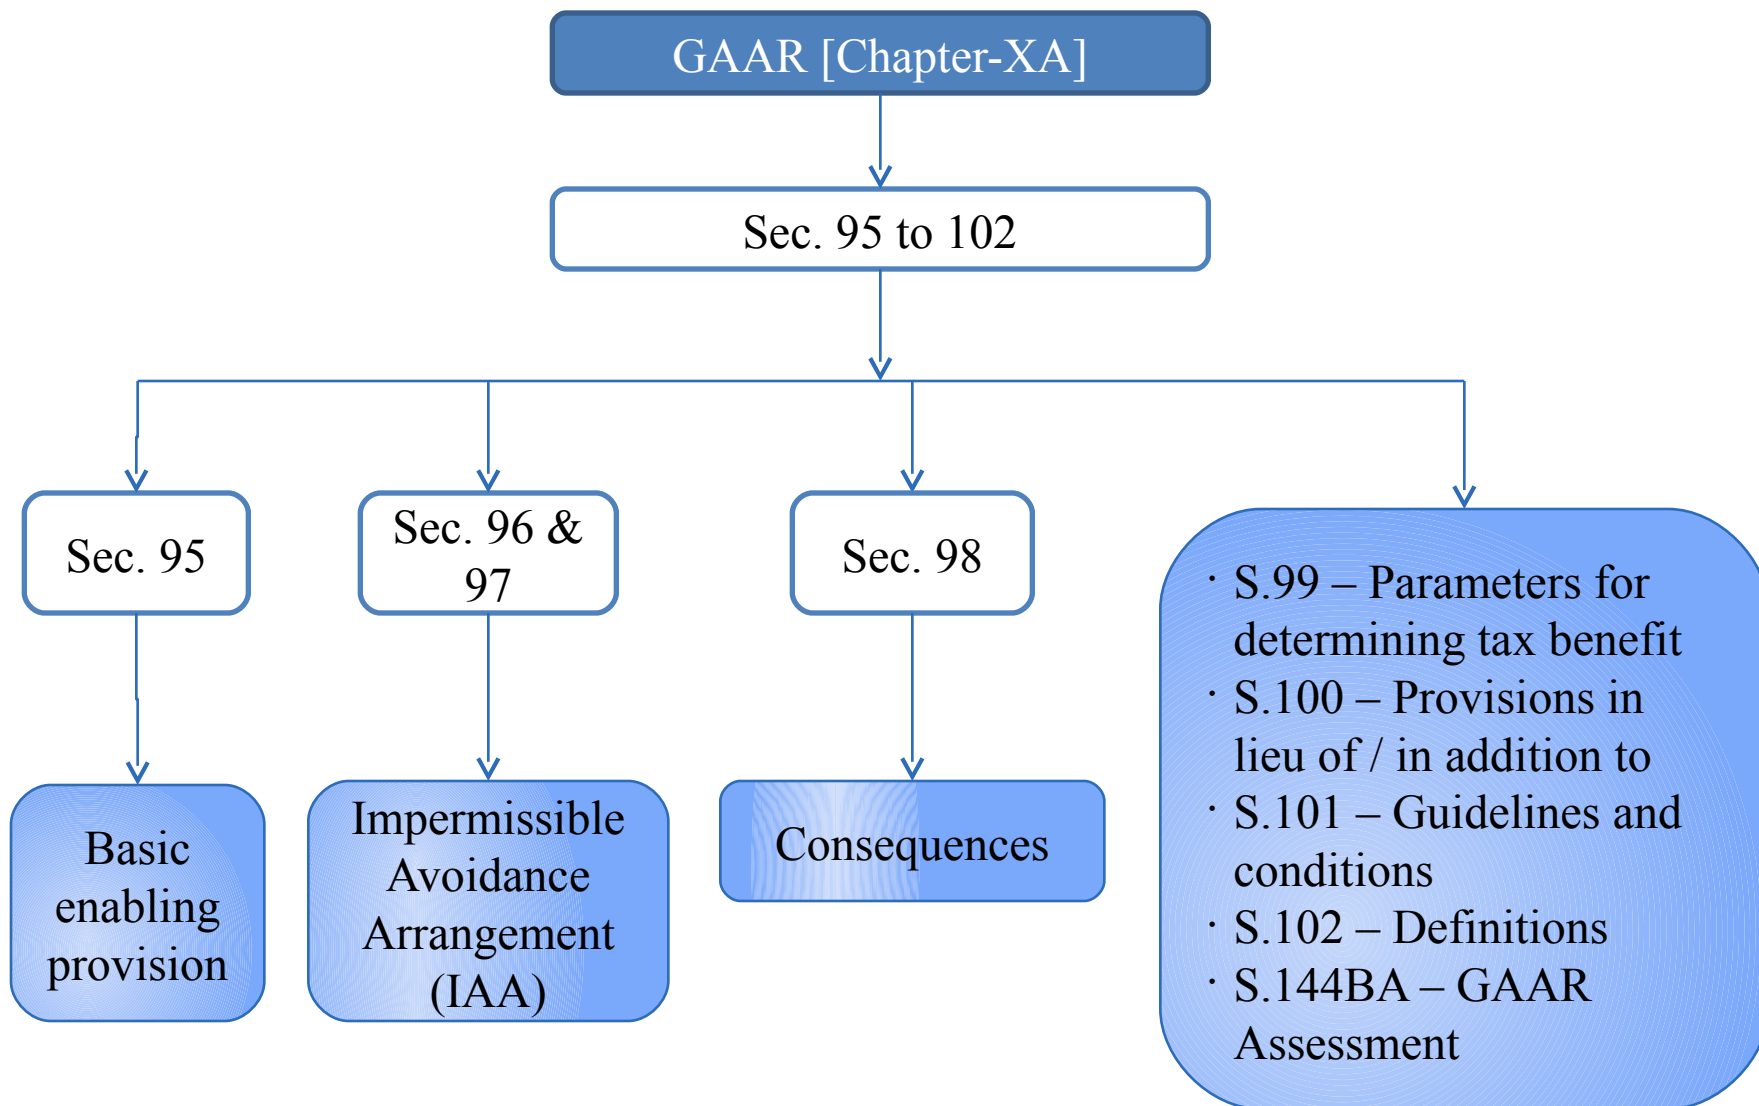 GAAR [Chapter-XA]
Sec. 95 to 102
Sec. 95
Sec. 96 &
97
Sec. 98
Basic
enabling
provision
Impermissible
Avoidance
Arrangement
(IAA)
Consequences
· S.99 – Parameters for
determining tax benefit
· S.100 – Provisions in
lieu of / in addition to
· S.101 – Guidelines and
conditions
· S.102 – Definitions
· S.144BA – GAAR
Assessment